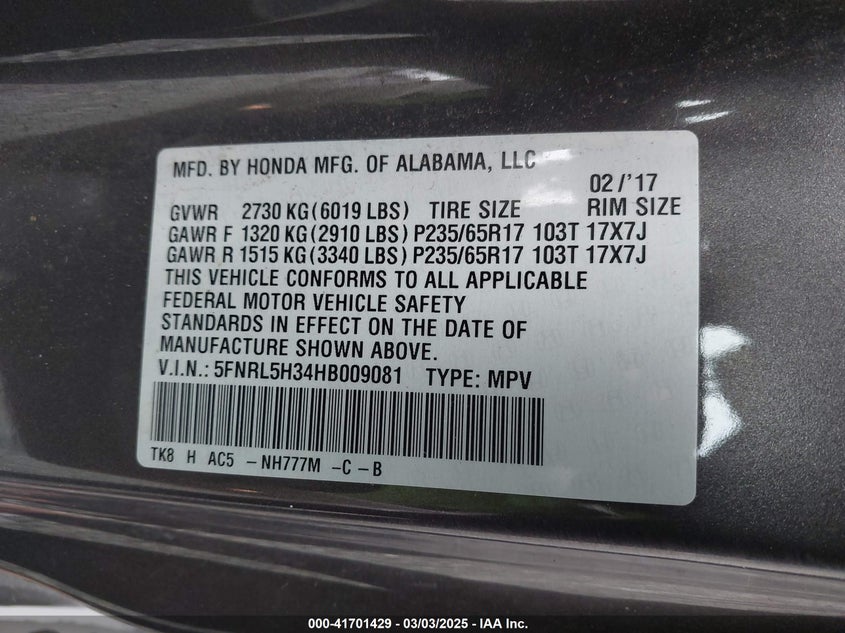 MFD. BY HONDA MFG. OF ALABAMA, LLC
02/'17
GVWR 2730 KG(6019 LBS) TIRE SIZE RIM SIZE
GAWR F 1320 KG(2910 LBS) P235/65R17 103T 17X7J
GAWR R 1515 KG(3340 LBS) P235/65R17 103T 17X7J
THIS VEHICLE CONFORMS TO ALL APPLICABLE
FEDERAL MOTOR VEHICLE SAFETY
STANDARDS IN EFFECT ON THE DATE OF
MANUFACTURE SHOWN ABOVE.
V.I.N.: 5FNRL5H34HB009081 TYPE: MPV
TK8 H AC5 -NH777M -C-B
000-41701429 - 03/03/2025 - IAA Inc.